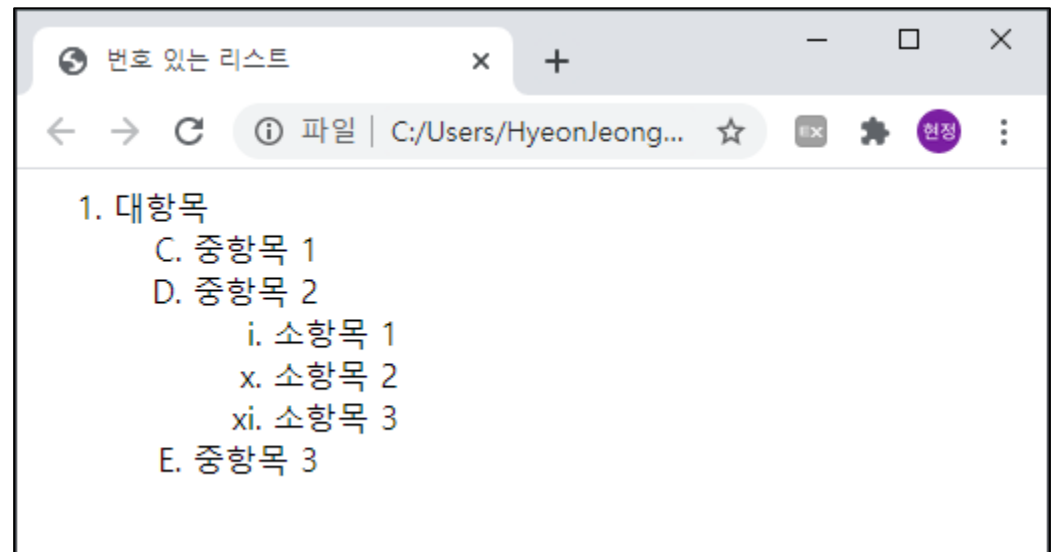 번호 있는 리스트
파일 | C:/Users/HyeonJeong... EX 현정
1. 대항목
C. 중항목 1
D. 중항목 2
i. 소항목 1
x. 소항목 2
xi. 소항목 3
E. 중항목 3